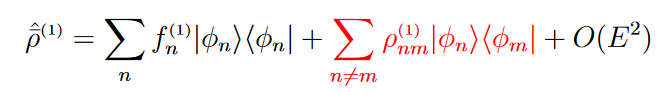 $\hat{\bar{\rho}}^{(1)} = \sum_{n} f_n^{(1)} |\phi_n\rangle\langle\phi_n| + \sum_{n \neq m} \rho_{nm}^{(1)} |\phi_n\rangle\langle\phi_m| + O(E^2)$